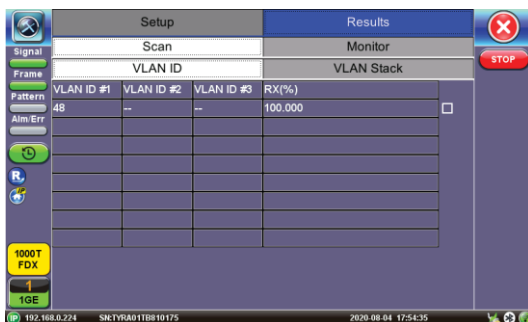 Setup Results
Signal
Scan Monitor
STOP
Frame
VLAN ID VLAN Stack
Pattern
VLAN ID #1 VLAN ID #2 VLAN ID #3 RX(%)
48 -- -- 100.000
Alm/Err
R,
1000T
FDX
1
1GE
IP 192.168.0.224 SN:TYRA01TB810175 2020-08-04 17:54:35